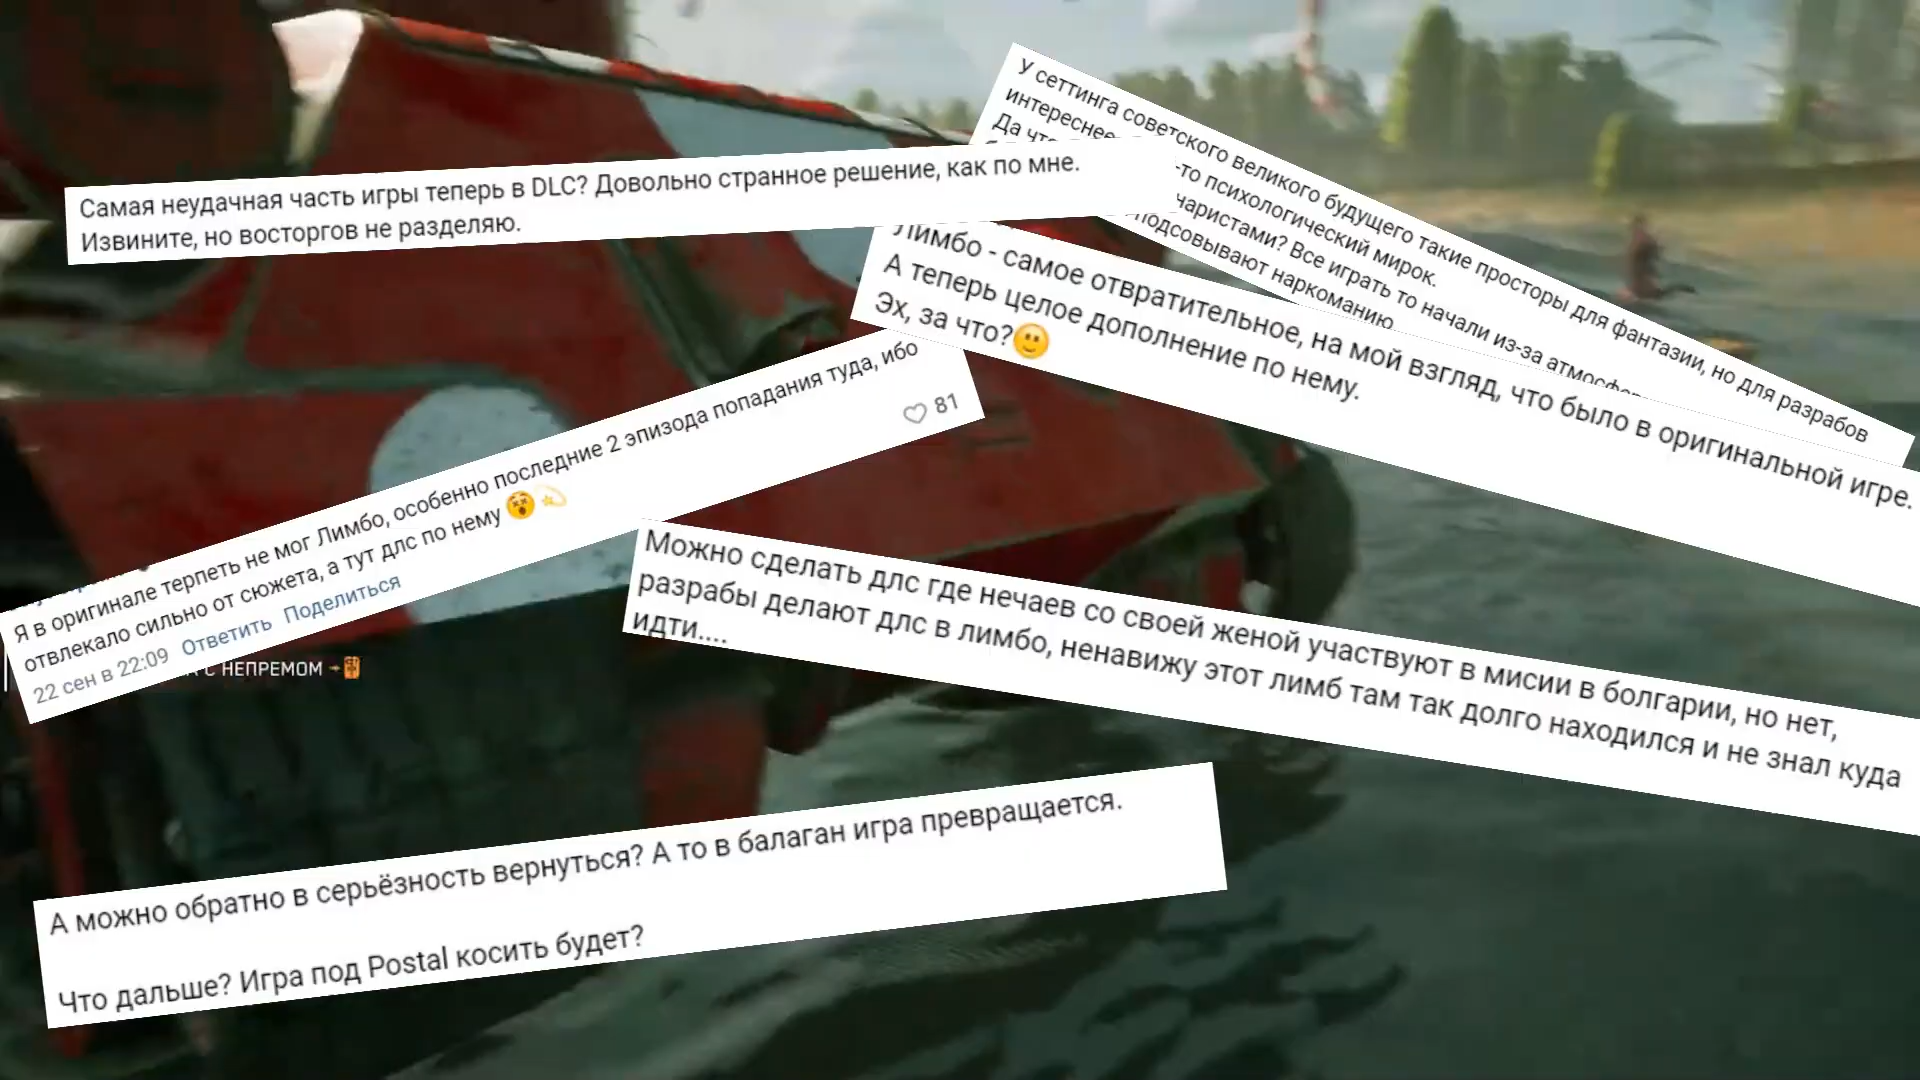 Самая неудачная часть игры теперь в DLC? Довольно странное решение, как по мне.
Извините, но восторгов не разделяю.
У сеттинга советского великого будущего такие просторы для фантазии, но для разрабов
интереснее -то психологический мирок.
Да что наристами? Все играть то начали из-за
подсовывают наркоманию
Лимбо - самое отвратительное, на мой взгляд, что было в оригинальной игре.
А теперь целое дополнение по нему.
Эх, за что?🙂
Я в оригинале терпеть не мог Лимбо, особенно последние 2 эпизода попадания туда, ибо
отвлекало сильно от сюжета, а тут длс по нему 😵💫
22 сен в 22:09 Ответить Поделиться
81
С НЕПРЕМОМ
Можно сделать длс где нечаев со своей женой участвуют в мисии в болгарии, но нет,
разрабы делают длс в лимбо, ненавижу этот лимб там так долго находился и не знал куда
идти....
А можно обратно в серьёзность вернуться? А то в балаган игра превращается.
Что дальше? Игра под Postal косить будет?